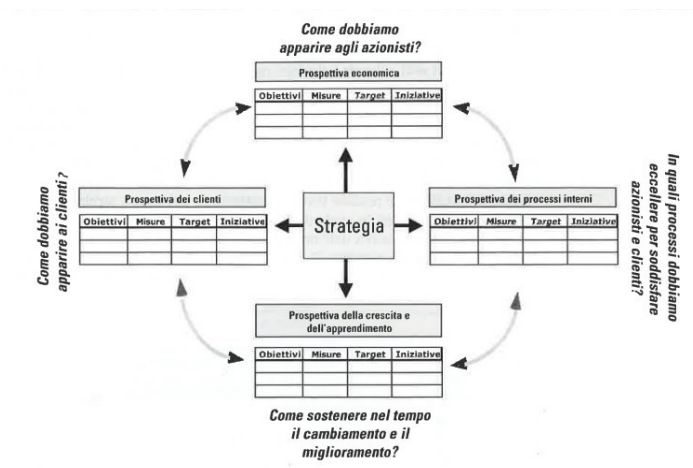 Come dobbiamo
apparire agli azionisti?
Prospettiva economica
Obiettivi Misure Target Iniziative
Come dobbiamo
apparire ai clienti?
Prospettiva dei clienti
Obiettivi Misure Target Iniziative
Strategia
Prospettiva dei processi interni
Obiettivi Misure Target Iniziative
In quali processi dobbiamo
eccellere per soddisfare
azionisti e clienti?
Prospettiva della crescita e
dell'apprendimento
Obiettivi Misure Target Iniziative
Come sostenere nel tempo
il cambiamento e il
miglioramento?